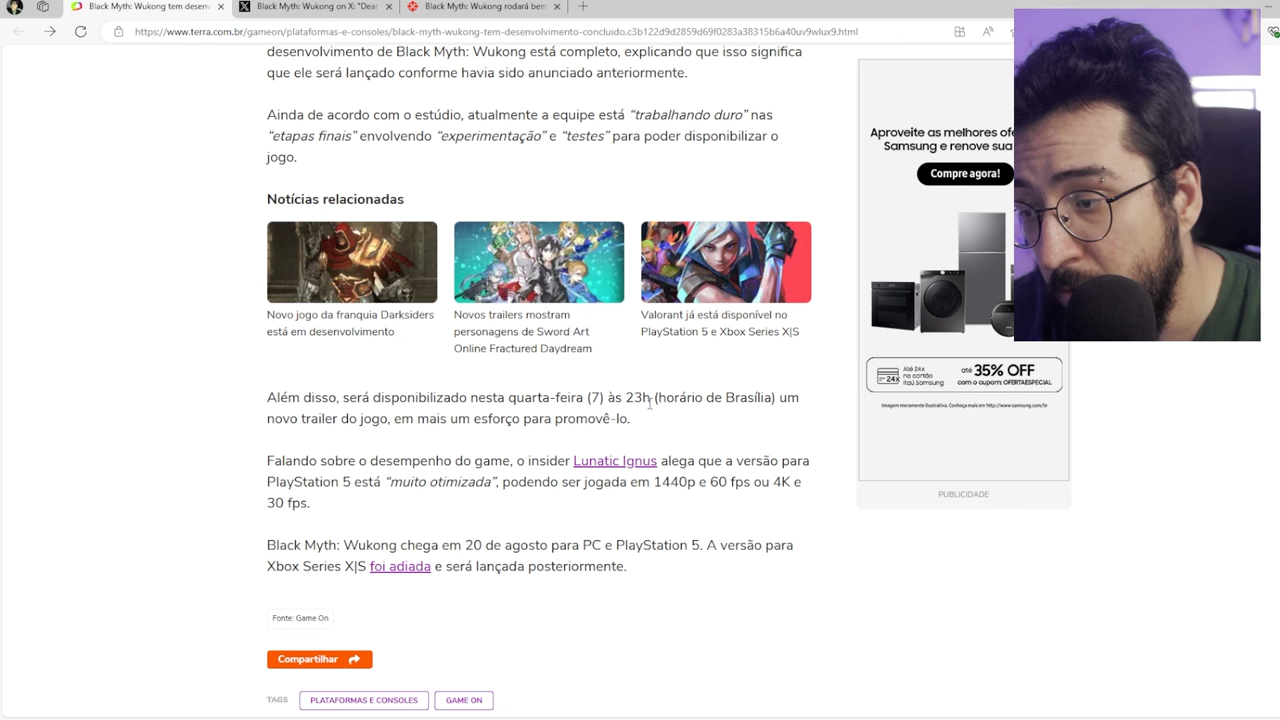 Black Myth: Wukong tem desenv
Black Myth: Wukong on X: "Dear
Black Myth: Wukong rodará bem
https://www.terra.com.br/gameon/plataformas-e-consoles/black-myth-wukong-tem-desenvolvimento-concluido,c3b122d9d2859d69f0283a38315b6a40uv9wlux9.html
desenvolvimento de Black Myth: Wukong está completo, explicando que isso significa
que ele será lançado conforme havia sido anunciado anteriormente.
Ainda de acordo com o estúdio, atualmente a equipe está “trabalhando duro” nas
“etapas finais” envolvendo “experimentação” e “testes” para poder disponibilizar o
jogo.
Notícias relacionadas
Novo jogo da franquia Darksiders
está em desenvolvimento
Novos trailers mostram
personagens de Sword Art
Online Fractured Daydream
Valorant já está disponível no
PlayStation 5 e Xbox Series X|S
Além disso, será disponibilizado nesta quarta-feira (7) às 23h (horário de Brasília) um
novo trailer do jogo, em mais um esforço para promovê-lo.
Falando sobre o desempenho do game, o insider Lunatic Ignus alega que a versão para
PlayStation 5 está “muito otimizada”, podendo ser jogada em 1440p e 60 fps ou 4K e
30 fps.
Black Myth: Wukong chega em 20 de agosto para PC e PlayStation 5. A versão para
Xbox Series X|S foi adiada e será lançada posteriormente.
Fonte: Game On
Compartilhar
TAGS
PLATAFORMAS E CONSOLES
GAME ON
Aproveite as melhores ofe
Samsung e renove sua
Compre agora!
Até 24x
no cartão
Itaú Samsung
24x
até 35% OFF
com o cupom: OFERTAESPECIAL
Imagem meramente ilustrativa. Conheça mais em http://www.samsung.com/br
PUBLICIDADE